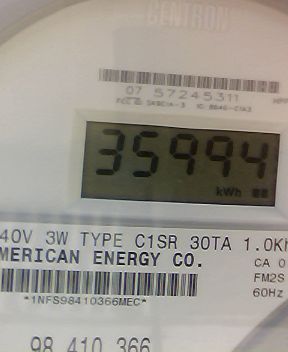 CENTRON
07 57245311
35994
kWh
40V 3W TYPE C1SR 30TA 1.0Kh
MERICAN ENERGY CO.
CA 0
FM2S
60Hz
*1NFS98410366MEC*
98 410 366